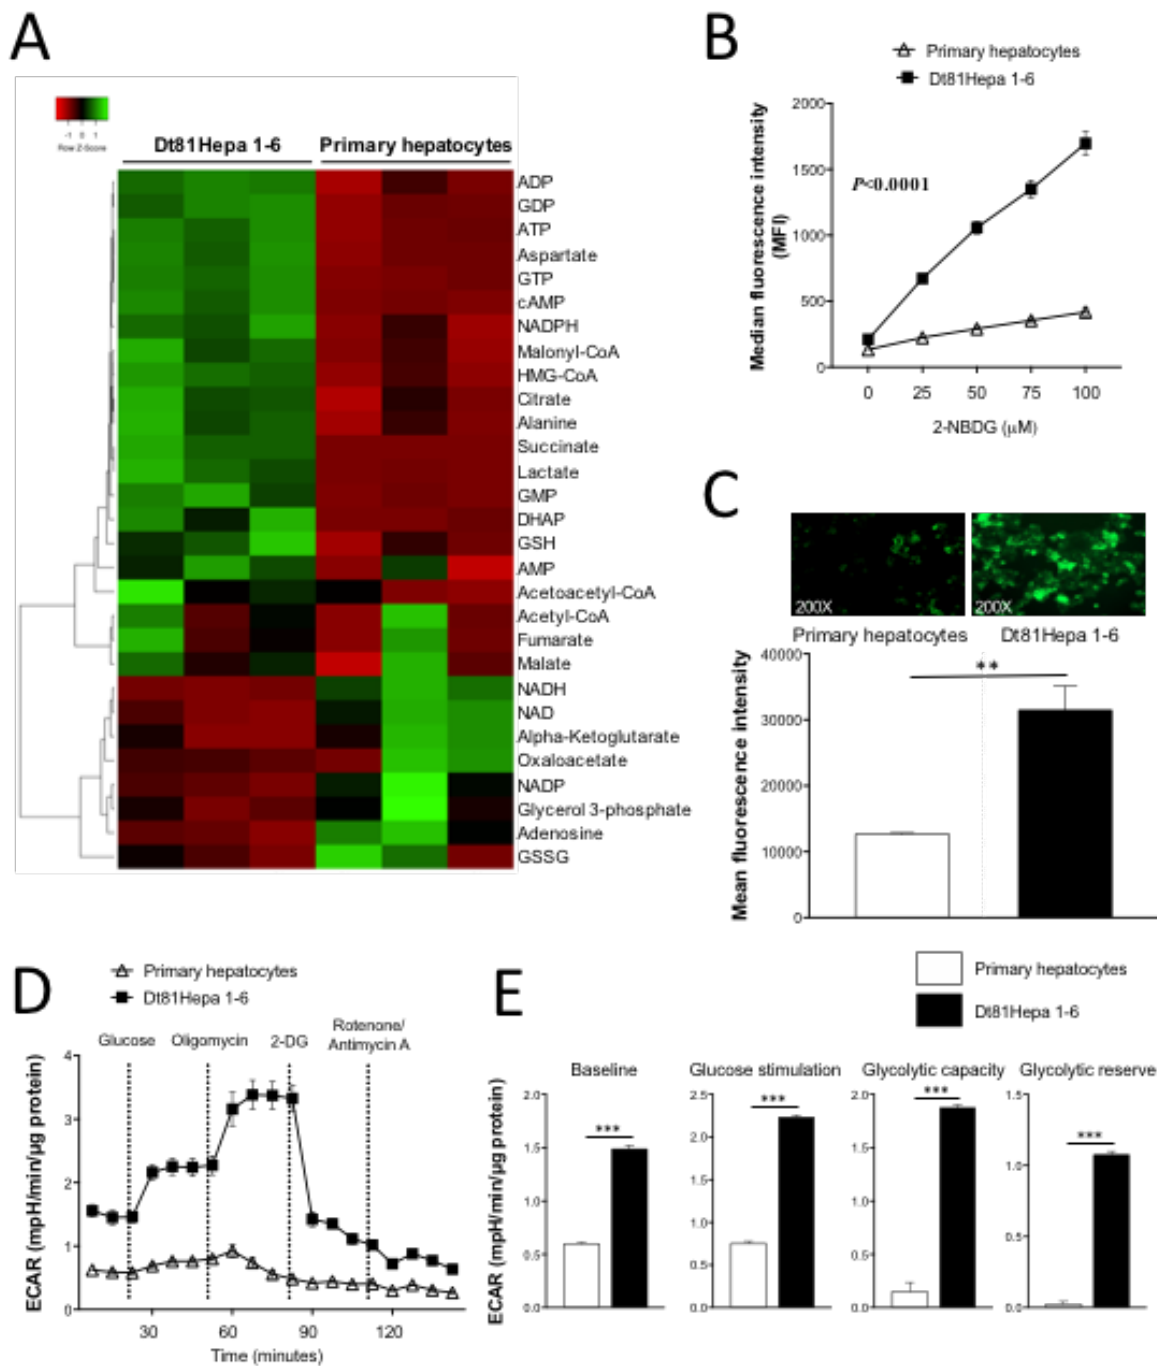 A
-1 0 1
Row Z-Score
Dt81Hepa 1-6 Primary hepatocytes
ADP
GDP
ATP
Aspartate
GTP
cAMP
NADPH
Malonyl-CoA
HMG-CoA
Citrate
Alanine
Succinate
Lactate
GMP
DHAP
GSH
AMP
Acetoacetyl-CoA
Acetyl-CoA
Fumarate
Malate
NADH
NAD
Alpha-Ketoglutarate
Oxaloacetate
NADP
Glycerol 3-phosphate
Adenosine
GSSG
B
Primary hepatocytes
Dt81Hepa 1-6
Median fluorescence intensity
(MFI)
2000
1500
1000
500
0
P<0.0001
0 25 50 75 100
2-NBDG (μM)
C
200X 200X
Primary hepatocytes Dt81Hepa 1-6
Mean fluorescence intensity
40000
30000
20000
10000
0
**
D
Primary hepatocytes
Dt81Hepa 1-6
Glucose Oligomycin 2-DG Rotenone/
Antimycin A
ECAR (mpH/min/μg protein)
4
3
2
1
0
30 60 90 120
Time (minutes)
E
Primary hepatocytes
Dt81Hepa 1-6
ECAR (mpH/min/μg protein)
Baseline
2.0
1.5
1.0
0.5
0.0
***
Glucose stimulation
2.5
2.0
1.5
1.0
0.5
0.0
***
Glycolytic capacity
2.0
1.5
1.0
0.5
0.0
***
Glycolytic reserve
1.5
1.0
0.5
0.0
***